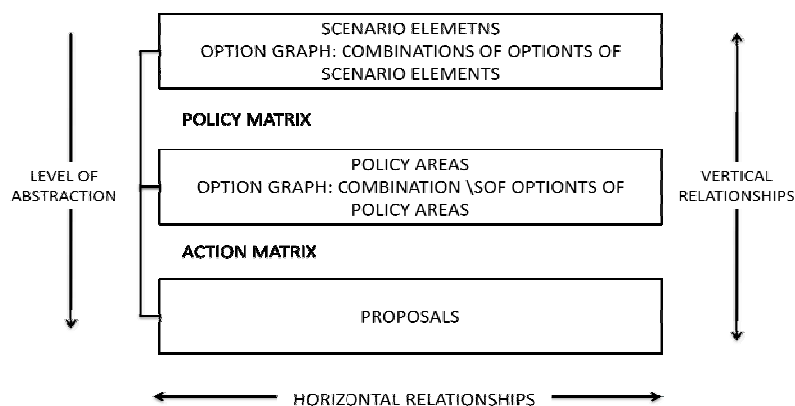 SCENARIO ELEMETNS
OPTION GRAPH: COMBINATIONS OF OPTIONTS OF
SCENARIO ELEMENTS
POLICY MATRIX
LEVEL OF
ABSTRACTION
POLICY AREAS
OPTION GRAPH: COMBINATION \SOF OPTIONTS OF
POLICY AREAS
VERTICAL
RELATIONSHIPS
ACTION MATRIX
PROPOSALS
HORIZONTAL RELATIONSHIPS